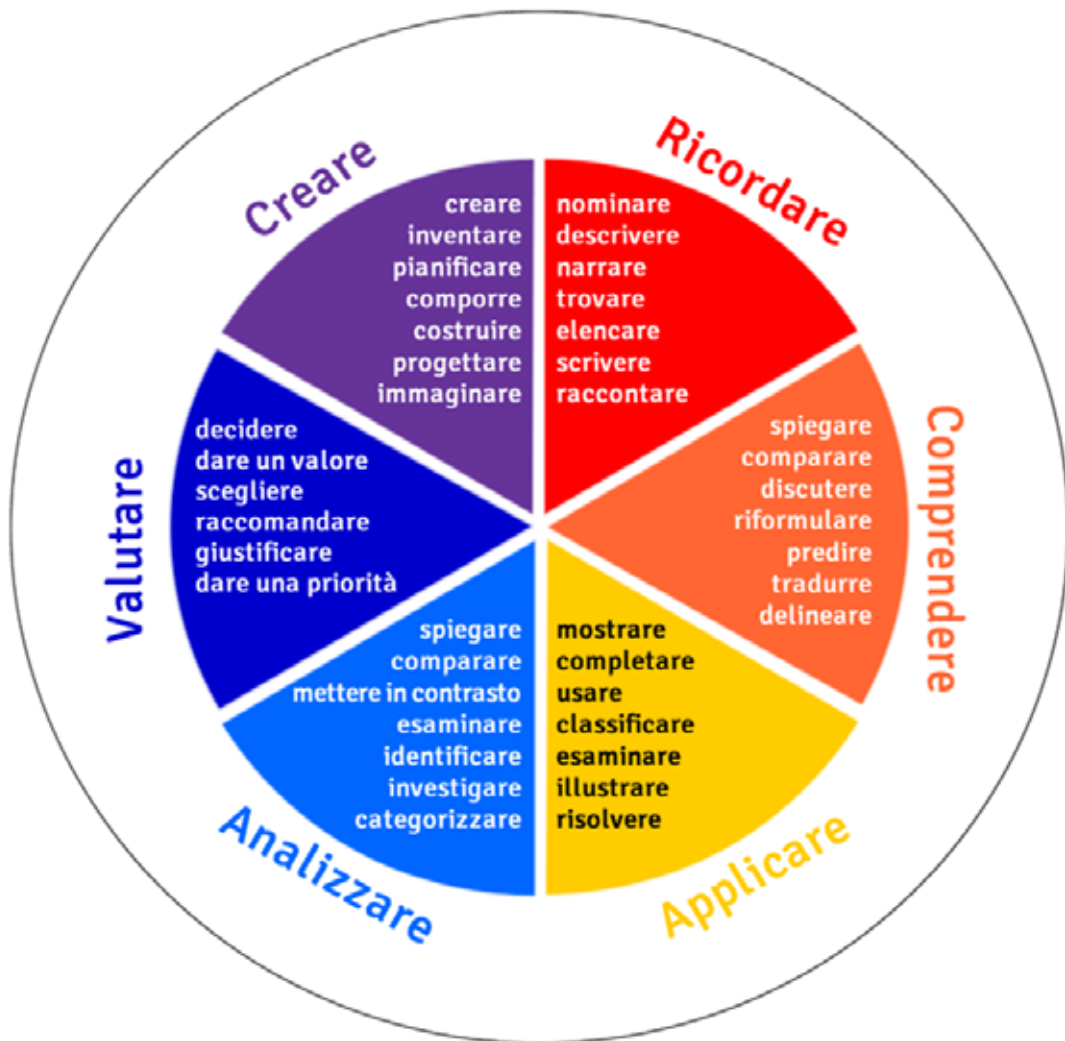 Creare
creare
inventare
pianificare
comporre
costruire
progettare
immaginare
Ricordare
nominare
descrivere
narrare
trovare
elencare
scrivere
raccontare
Comprendere
spiegare
comparare
discutere
riformulare
predire
tradurre
delineare
Applicare
mostrare
completare
usare
classificare
esaminare
illustrare
risolvere
Analizzare
spiegare
comparare
mettere in contrasto
esaminare
identificare
investigare
categorizzare
Valutare
decidere
dare un valore
scegliere
raccomandare
giustificare
dare una priorità